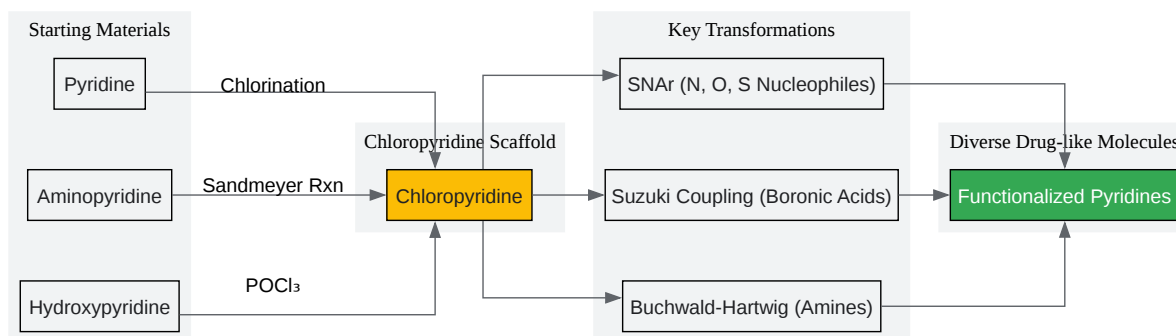 Starting Materials
Key Transformations
Pyridine
Chlorination
SNAr (N, O, S Nucleophiles)
Chloropyridine Scaffold
Diverse Drug-like Molecules
Aminopyridine
Sandmeyer Rxn
Chloropyridine
Suzuki Coupling (Boronic Acids)
Functionalized Pyridines
Hydroxypyridine
POCl₃
Buchwald-Hartwig (Amines)